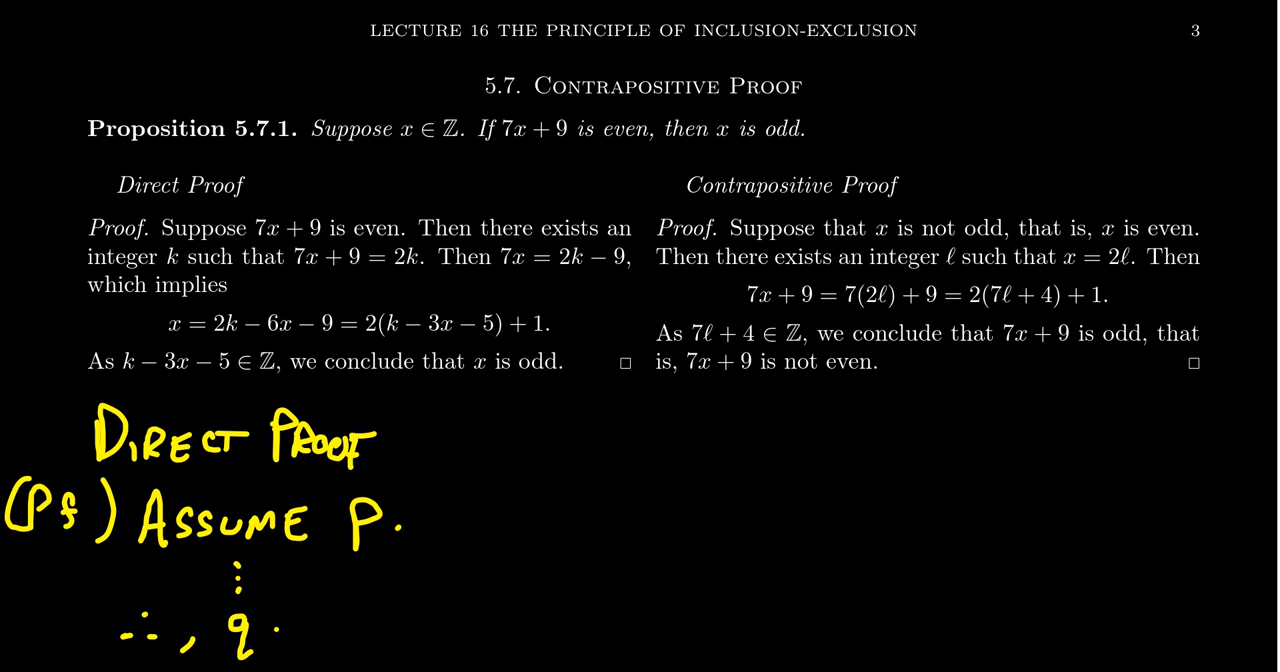 LECTURE 16 THE PRINCIPLE OF INCLUSION-EXCLUSION 3
5.7. CONTRAPOSITIVE PROOF
Proposition 5.7.1. Suppose x ∈ ℤ. If 7x + 9 is even, then x is odd.
Direct Proof
Proof. Suppose 7x + 9 is even. Then there exists an
integer k such that 7x + 9 = 2k. Then 7x = 2k − 9,
which implies
x = 2k − 6x − 9 = 2(k − 3x − 5) + 1.
As k − 3x − 5 ∈ ℤ, we conclude that x is odd. □
Contrapositive Proof
Proof. Suppose that x is not odd, that is, x is even.
Then there exists an integer ℓ such that x = 2ℓ. Then
7x + 9 = 7(2ℓ) + 9 = 2(7ℓ + 4) + 1.
As 7ℓ + 4 ∈ ℤ, we conclude that 7x + 9 is odd, that
is, 7x + 9 is not even. □
DIRECT PROOF
(Pf) ASSUME P.
⋮
∴, q.